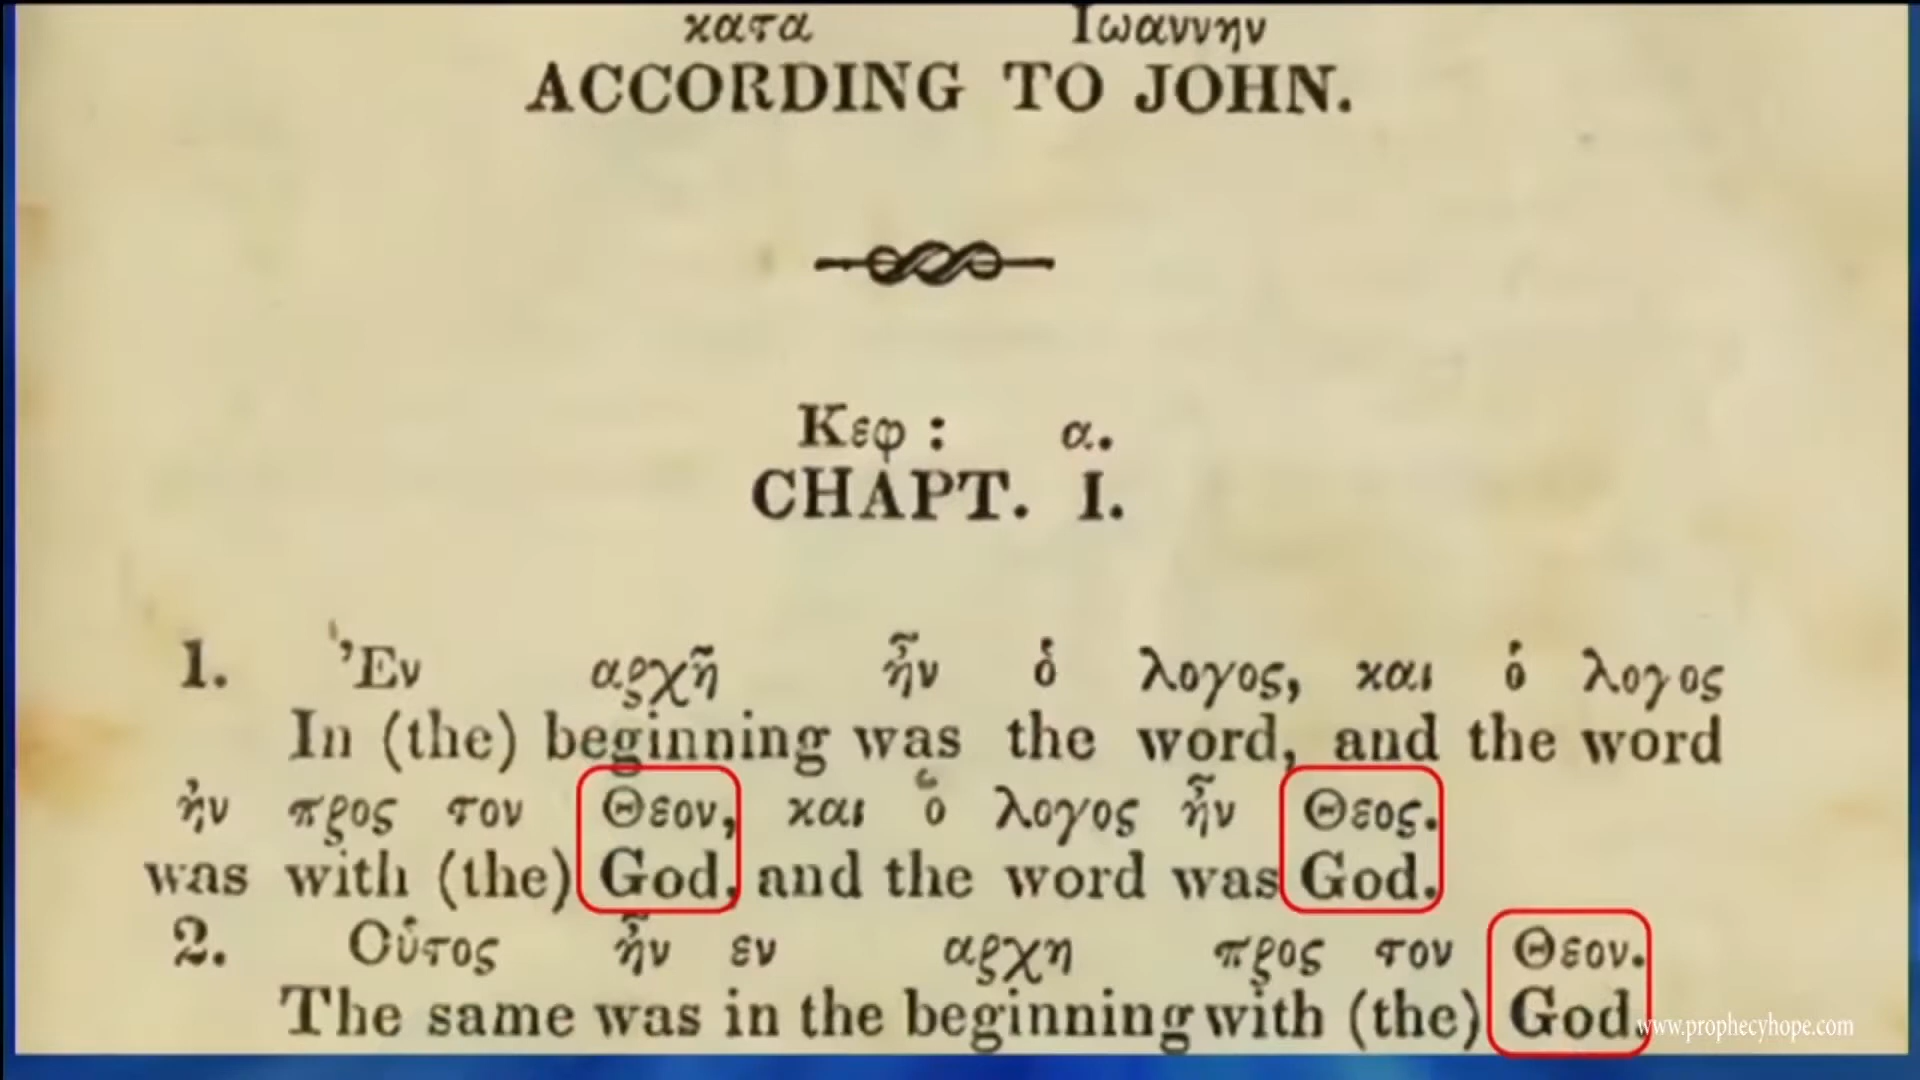 κατα Ιωαννην
ACCORDING TO JOHN.
Κεφ : α.
CHAPT. I.
1. Ἐν αρχῆ ἦν ὁ λογος, και ὁ λογος
In (the) beginning was the word, and the word
ἠν προς τον Θεον, και ὁ λογος ἦν Θεος.
was with (the) God, and the word was God.
2. Οὗτος ἦν εν αρχη προς τον Θεον.
The same was in the beginning with (the) God.
www.prophecyhope.com